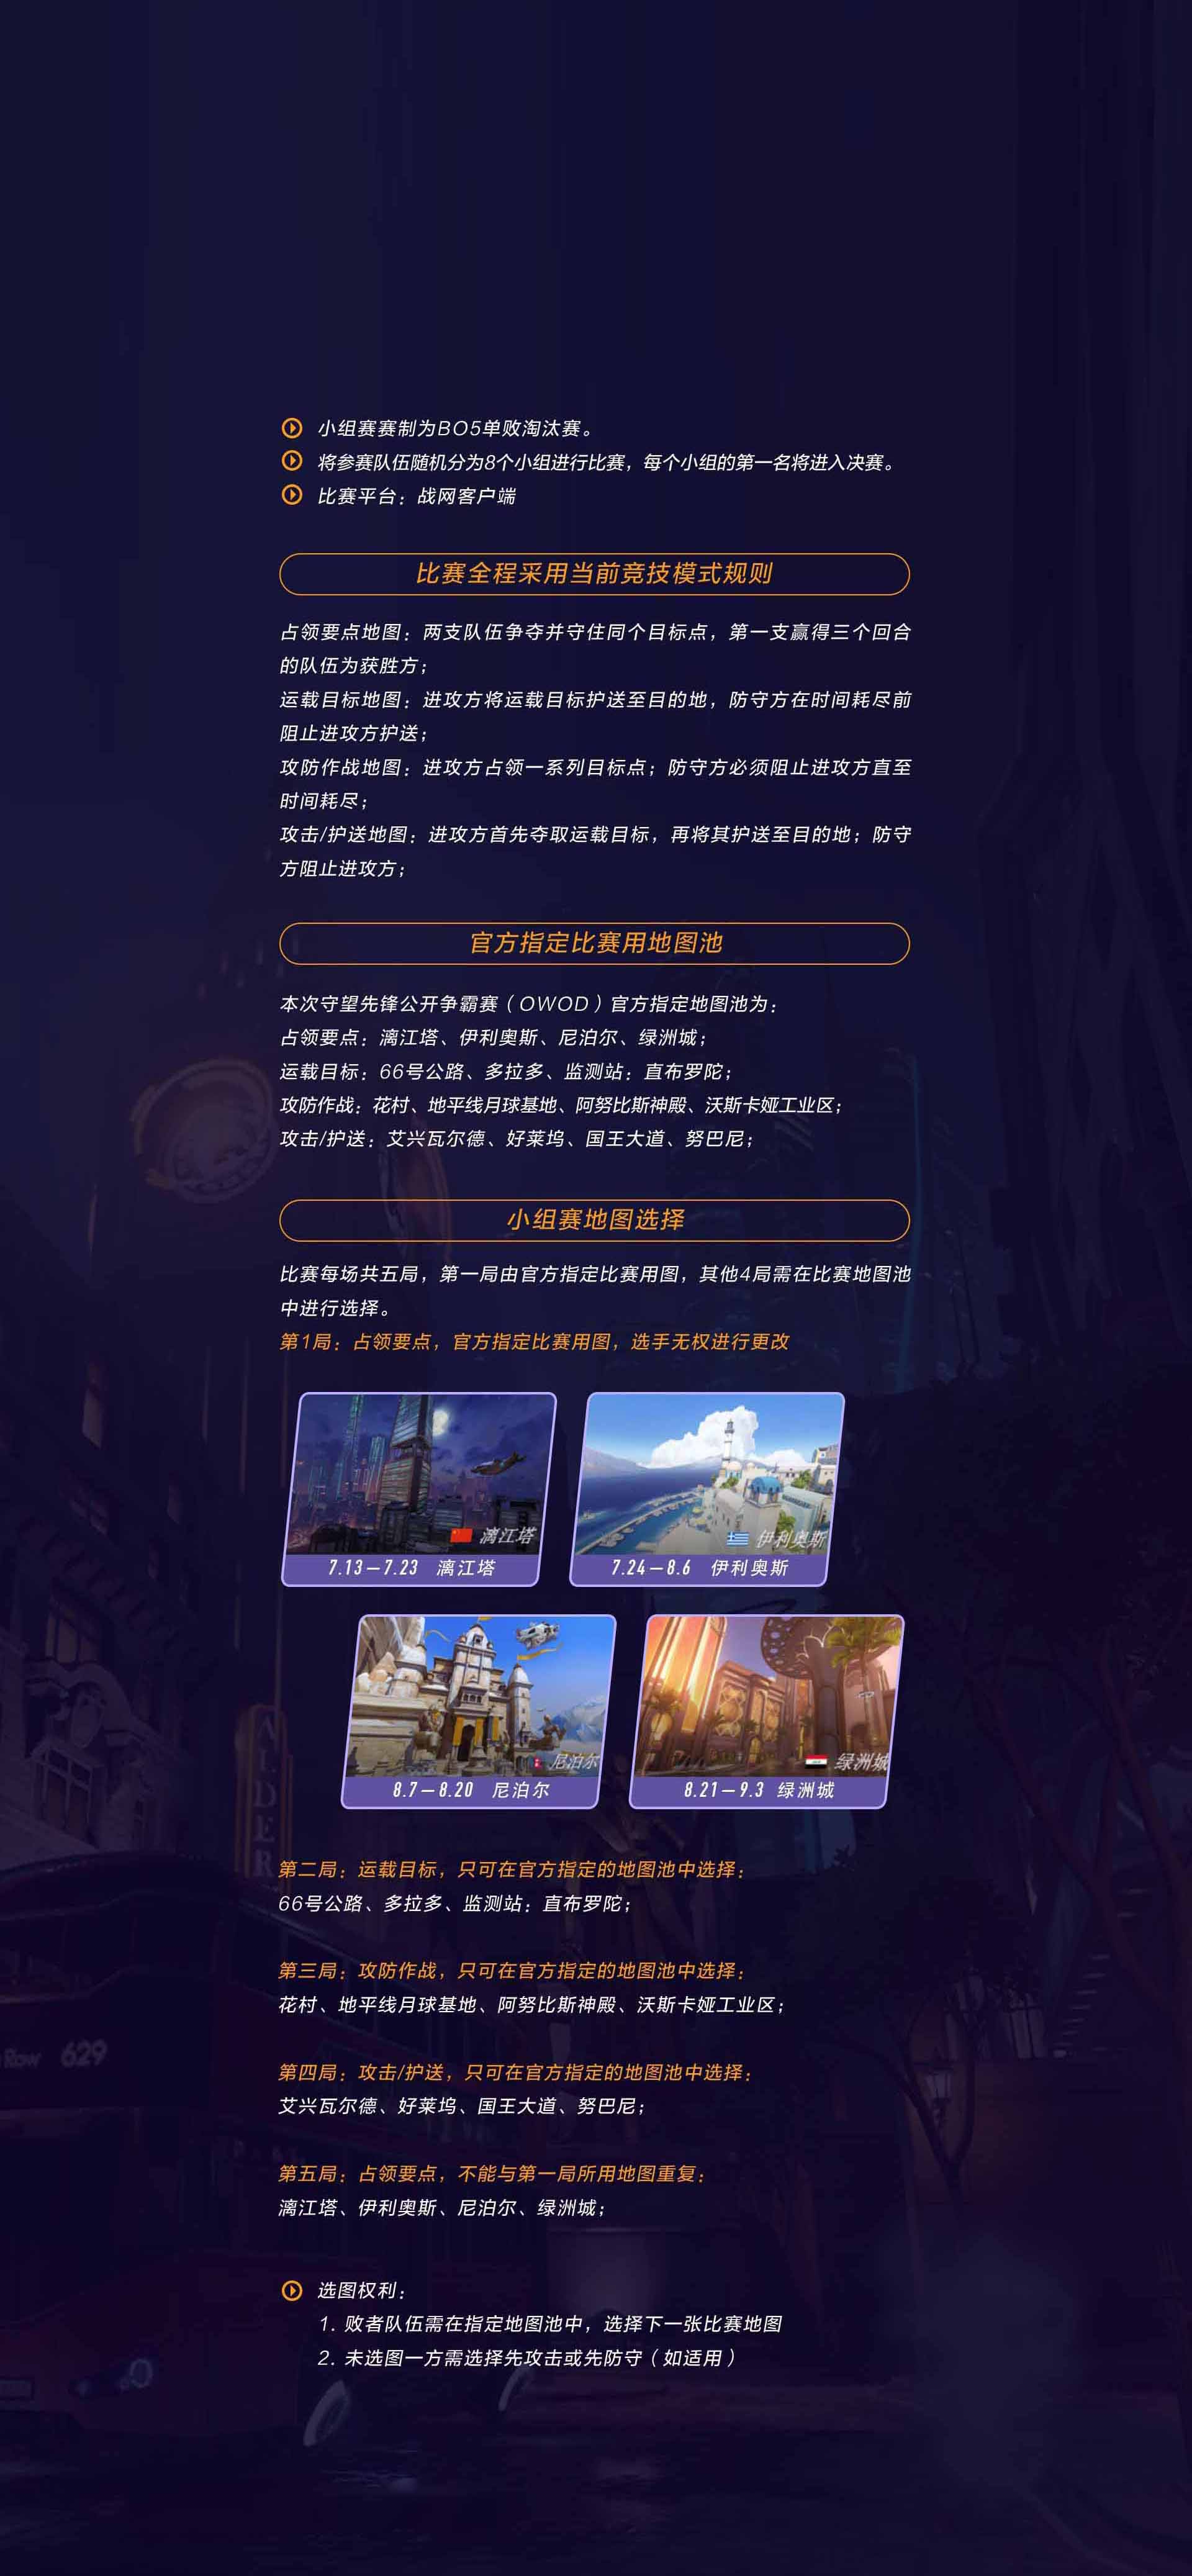 小组赛赛制为BO5单败淘汰赛。
将参赛队伍随机分为8个小组进行比赛，每个小组的第一名将进入决赛。
比赛平台：战网客户端
比赛全程采用当前竞技模式规则
占领要点地图：两支队伍争夺并守住同个目标点，第一支赢得三个回合
的队伍为获胜方；
运载目标地图：进攻方将运载目标护送至目的地，防守方在时间耗尽前
阻止进攻方护送；
攻防作战地图：进攻方占领一系列目标点；防守方必须阻止进攻方直至
时间耗尽；
攻击/护送地图：进攻方首先夺取运载目标，再将其护送至目的地；防守
方阻止进攻方；
官方指定比赛用地图池
本次守望先锋公开争霸赛（OWOD）官方指定地图池为：
占领要点：漓江塔、伊利奥斯、尼泊尔、绿洲城；
运载目标：66号公路、多拉多、监测站：直布罗陀；
攻防作战：花村、地平线月球基地、阿努比斯神殿、沃斯卡娅工业区；
攻击/护送：艾兴瓦尔德、好莱坞、国王大道、努巴尼；
小组赛地图选择
比赛每场共五局，第一局由官方指定比赛用图，其他4局需在比赛地图池
中进行选择。
第1局：占领要点，官方指定比赛用图，选手无权进行更改
漓江塔
伊利奥斯
7.13—7.23 漓江塔
7.24—8.6 伊利奥斯
尼泊尔
绿洲城
8.7—8.20 尼泊尔
8.21—9.3 绿洲城
ALDER
第二局：运载目标，只可在官方指定的地图池中选择：
66号公路、多拉多、监测站：直布罗陀；
第三局：攻防作战，只可在官方指定的地图池中选择：
花村、地平线月球基地、阿努比斯神殿、沃斯卡娅工业区；
Row 629
第四局：攻击/护送，只可在官方指定的地图池中选择：
艾兴瓦尔德、好莱坞、国王大道、努巴尼；
第五局：占领要点，不能与第一局所用地图重复：
漓江塔、伊利奥斯、尼泊尔、绿洲城；
选图权利：
1. 败者队伍需在指定地图池中，选择下一张比赛地图
2. 未选图一方需选择先攻击或先防守（如适用）